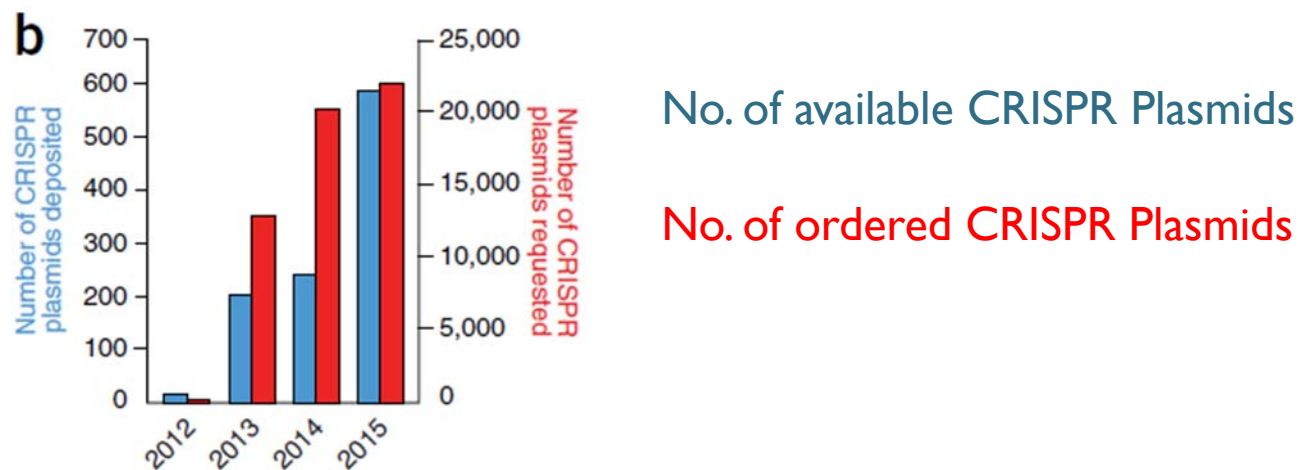 b
Number of CRISPR
plasmids deposited
700
600
500
400
300
200
100
0
2012
2013
2014
2015
25,000
20,000
15,000
10,000
5,000
0
Number of CRISPR
plasmids requested
No. of available CRISPR Plasmids
No. of ordered CRISPR Plasmids